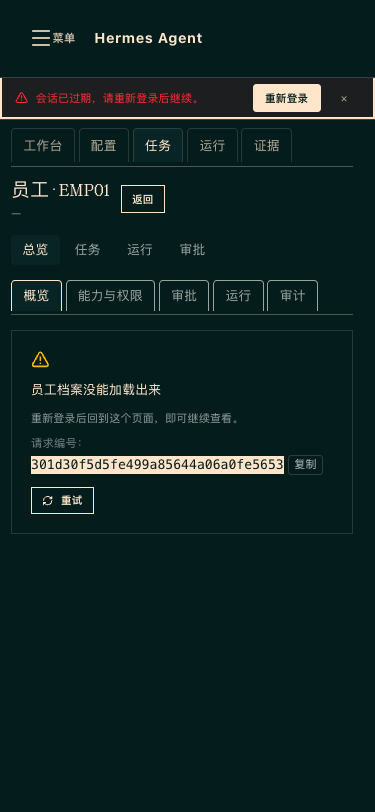 菜单 Hermes Agent
会话已过期，请重新登录后继续。 重新登录 ×
工作台 配置 任务 运行 证据
员工 · EMP01 返回
—
总览 任务 运行 审批
概览 能力与权限 审批 运行 审计
员工档案没能加载出来
重新登录后回到这个页面，即可继续查看。
请求编号：
301d30f5d5fe499a85644a06a0fe5653 复制
重试